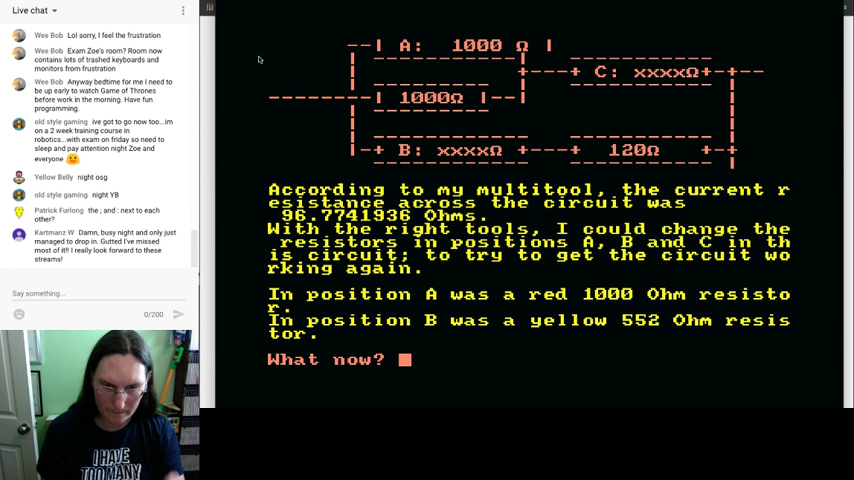 Live chat
Wee Bob Lol sorry, I feel the frustration
Wee Bob
Exam Zoe's room? Room now
contains lots of trashed keyboards and
monitors from frustration
Wee Bob Anyway bedtime for me I need to
be up early to watch Game of Thrones
before work in the morning. Have fun
programming.
old style gaming ive got to go now too...im
on a 2 week training course in
robotics...with exam on friday so need to
sleep and pay attention night Zoe and
everyone
Yellow Belly night osg
old style gaming night YB
Patrick Furlong the ; and : next to each
other?
Kartmanz W Damn, busy night and only just
managed to drop in. Gutted I've missed
most of it!! I really look forward to these
streams!
Say something...
0/200
I HAVE
TOO MANY
A: 1000 Ω
C: xxxxΩ
1000Ω
B: xxxxΩ
120Ω
According to my multitool, the current r
esistance across the circuit was
96.7741936 Ohms.
With the right tools, I could change the
resistors in positions A, B and C in th
is circuit; to try to get the circuit wo
rking again.
In position A was a red 1000 Ohm resisto
r.
In position B was a yellow 552 Ohm resis
tor.
What now?